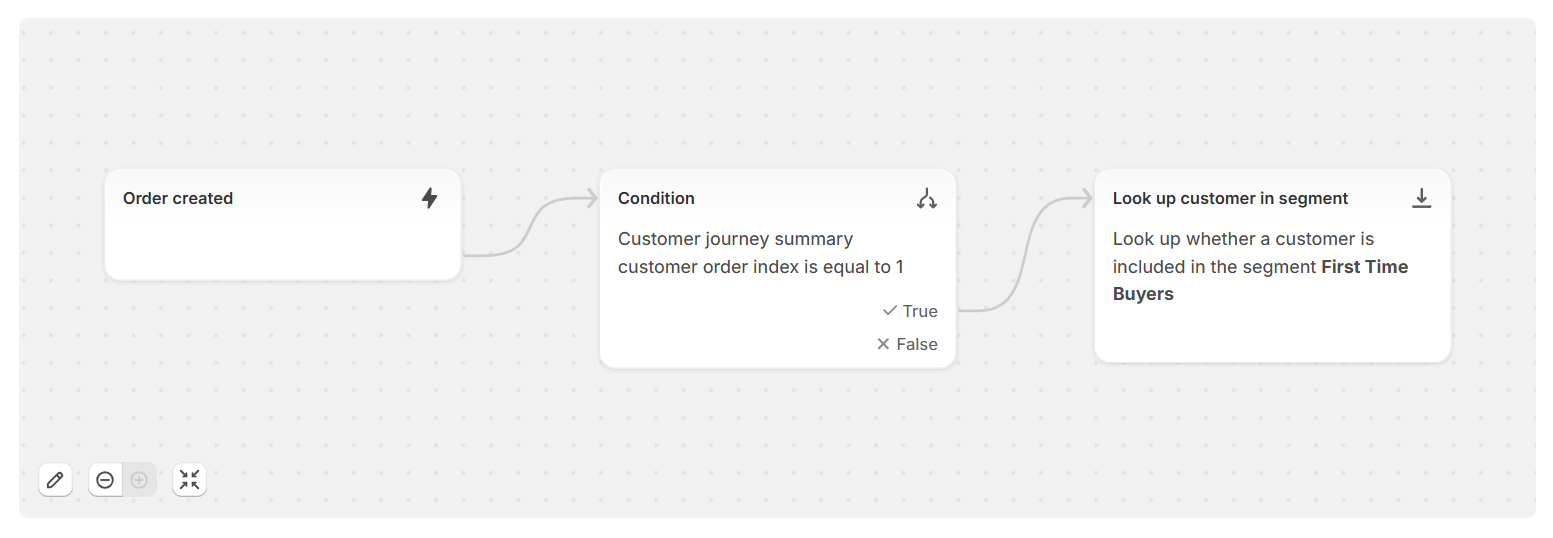 Order created
Condition
Customer journey summary
customer order index is equal to 1
True
False
Look up customer in segment
Look up whether a customer is
included in the segment First Time
Buyers